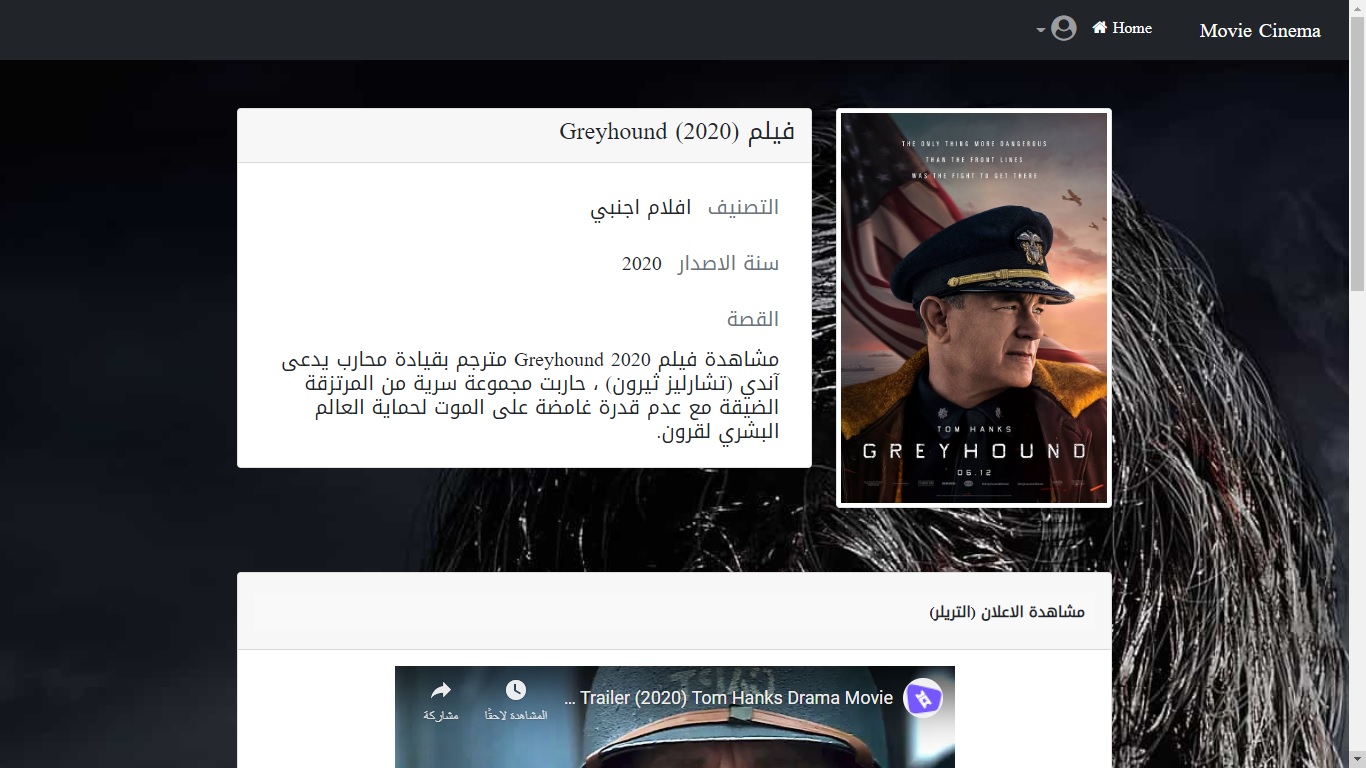 Movie Cinema
Home
فيلم Greyhound (2020)
التصنيف افلام اجنبي
سنة الاصدار 2020
القصة
مشاهدة فيلم Greyhound 2020 مترجم بقيادة محارب يدعى
آندي (تشارليز ثيرون) ، حاربت مجموعة سرية من المرتزقة
الضيقة مع عدم قدرة غامضة على الموت لحماية العالم
البشري لقرون.
THE ONLY THING MORE DANGEROUS
THAN THE FRONT LINES
WAS THE FIGHT TO GET THERE
TOM HANKS
GREYHOUND
06.12
مشاهدة الاعلان (التريلر)
... Trailer (2020) Tom Hanks Drama Movie
المشاهدة لاحقًا
مشاركة